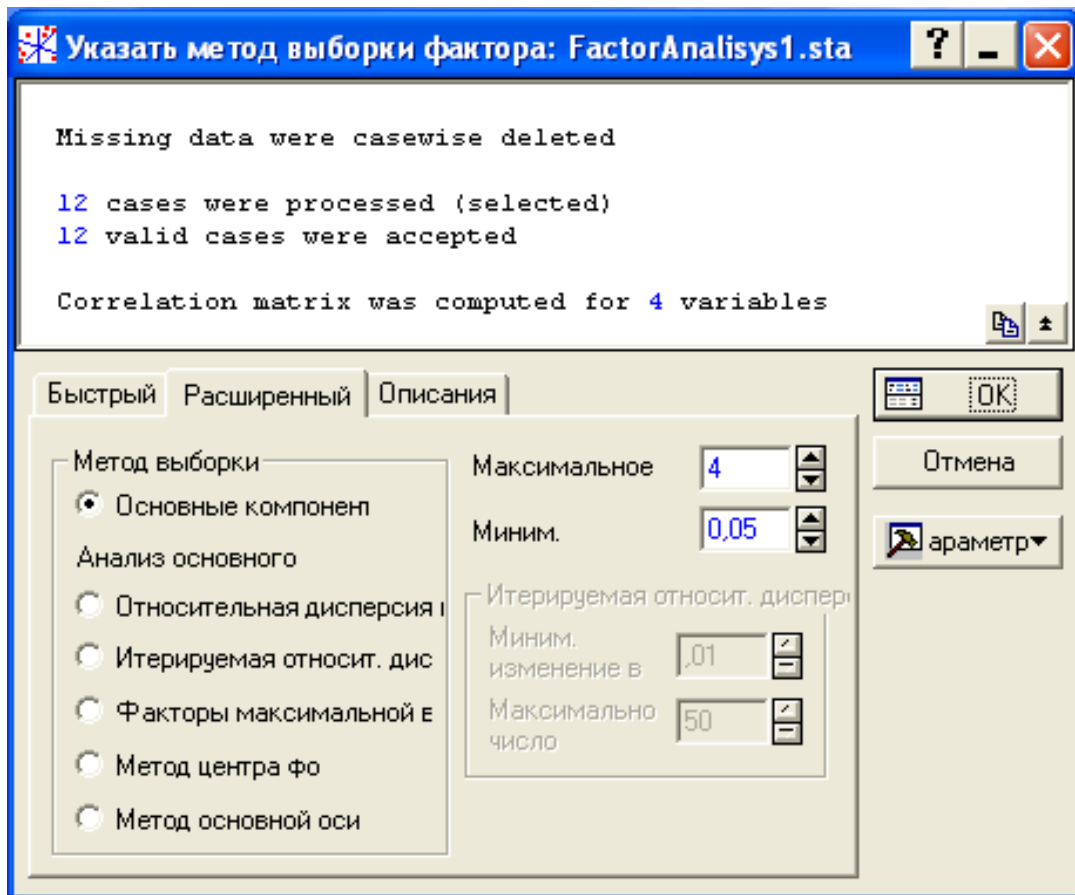 Указать метод выборки фактора: FactorAnalisys1.sta
Missing data were casewise deleted
12 cases were processed (selected)
12 valid cases were accepted
Correlation matrix was computed for 4 variables
Быстрый Расширенный Описания
OK
Отмена
араметр
Метод выборки
Основные компонент
Анализ основного
Относительная дисперсия
Итерируемая относит. дис
Факторы максимальной в
Метод центра фо
Метод основной оси
Максимальное 4
Миним. 0,05
Итерируемая относит. диспер
Миним.
изменение в ,01
Максимально
число 50